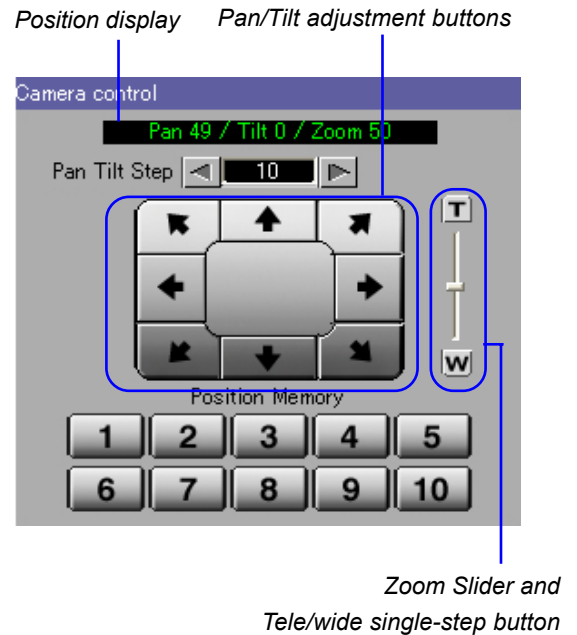 Position display Pan/Tilt adjustment buttons
Camera control
Pan 49 / Tilt 0 / Zoom 50
Pan Tilt Step 10
T
W
Position Memory
1 2 3 4 5
6 7 8 9 10
Zoom Slider and
Tele/wide single-step button